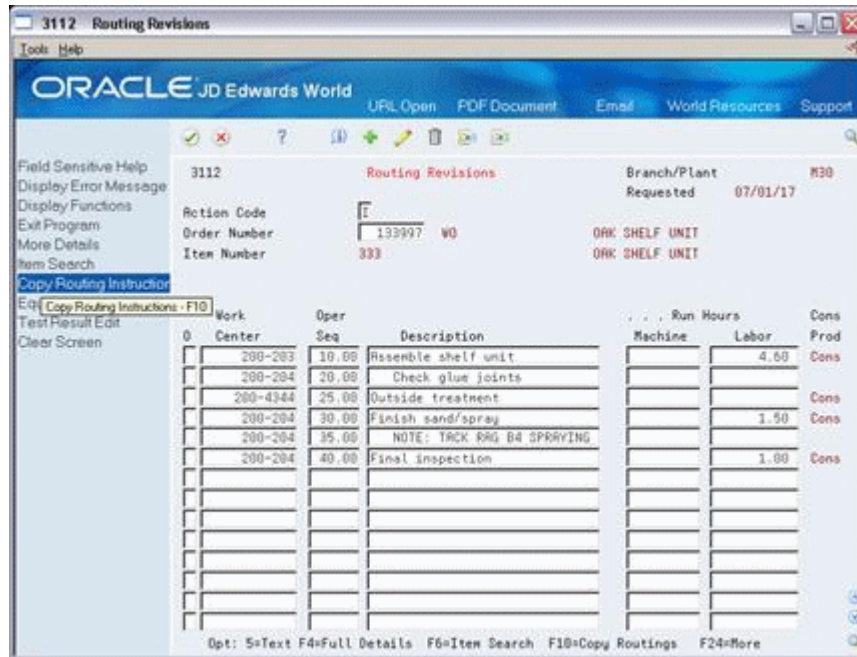 3112 Routing Revisions
Tools Help
ORACLE JD Edwards World
URL Open PDF Document Email World Resources Support
Field Sensitive Help
Display Error Message
Display Functions
Exit Program
More Details
Item Search
Copy Routing Instruction
Copy Routing Instructions - F10
Test Result Edit
Clear Screen
3112 Routing Revisions Branch/Plant M30
Requested 07/01/17
Action Code I
Order Number 133997 WO OAK SHELF UNIT
Item Number 333 OAK SHELF UNIT
Work Oper . . . Run Hours Cons
O Center Seq Description Machine Labor Prod
200-203 10.00 Assemble shelf unit 4.60 Cons
200-204 20.00 Check glue joints
200-4344 25.00 Outside treatment Cons
200-204 30.00 Finish sand/spray 1.50 Cons
200-204 35.00 NOTE: TACK RAG B4 SPRAYING
200-204 40.00 Final inspection 1.00 Cons
Opt: 5=Text F4=Full Details F6=Item Search F10=Copy Routings F24=More